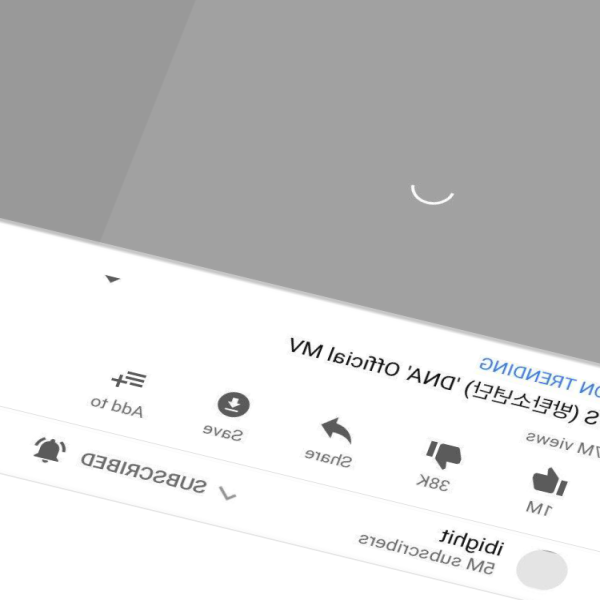 ON TRENDING
S (방탄소년단) 'DNA' Official MV
7M views
1M
38K
Share
Save
Add to
ibighit
5M subscribers
SUBSCRIBED